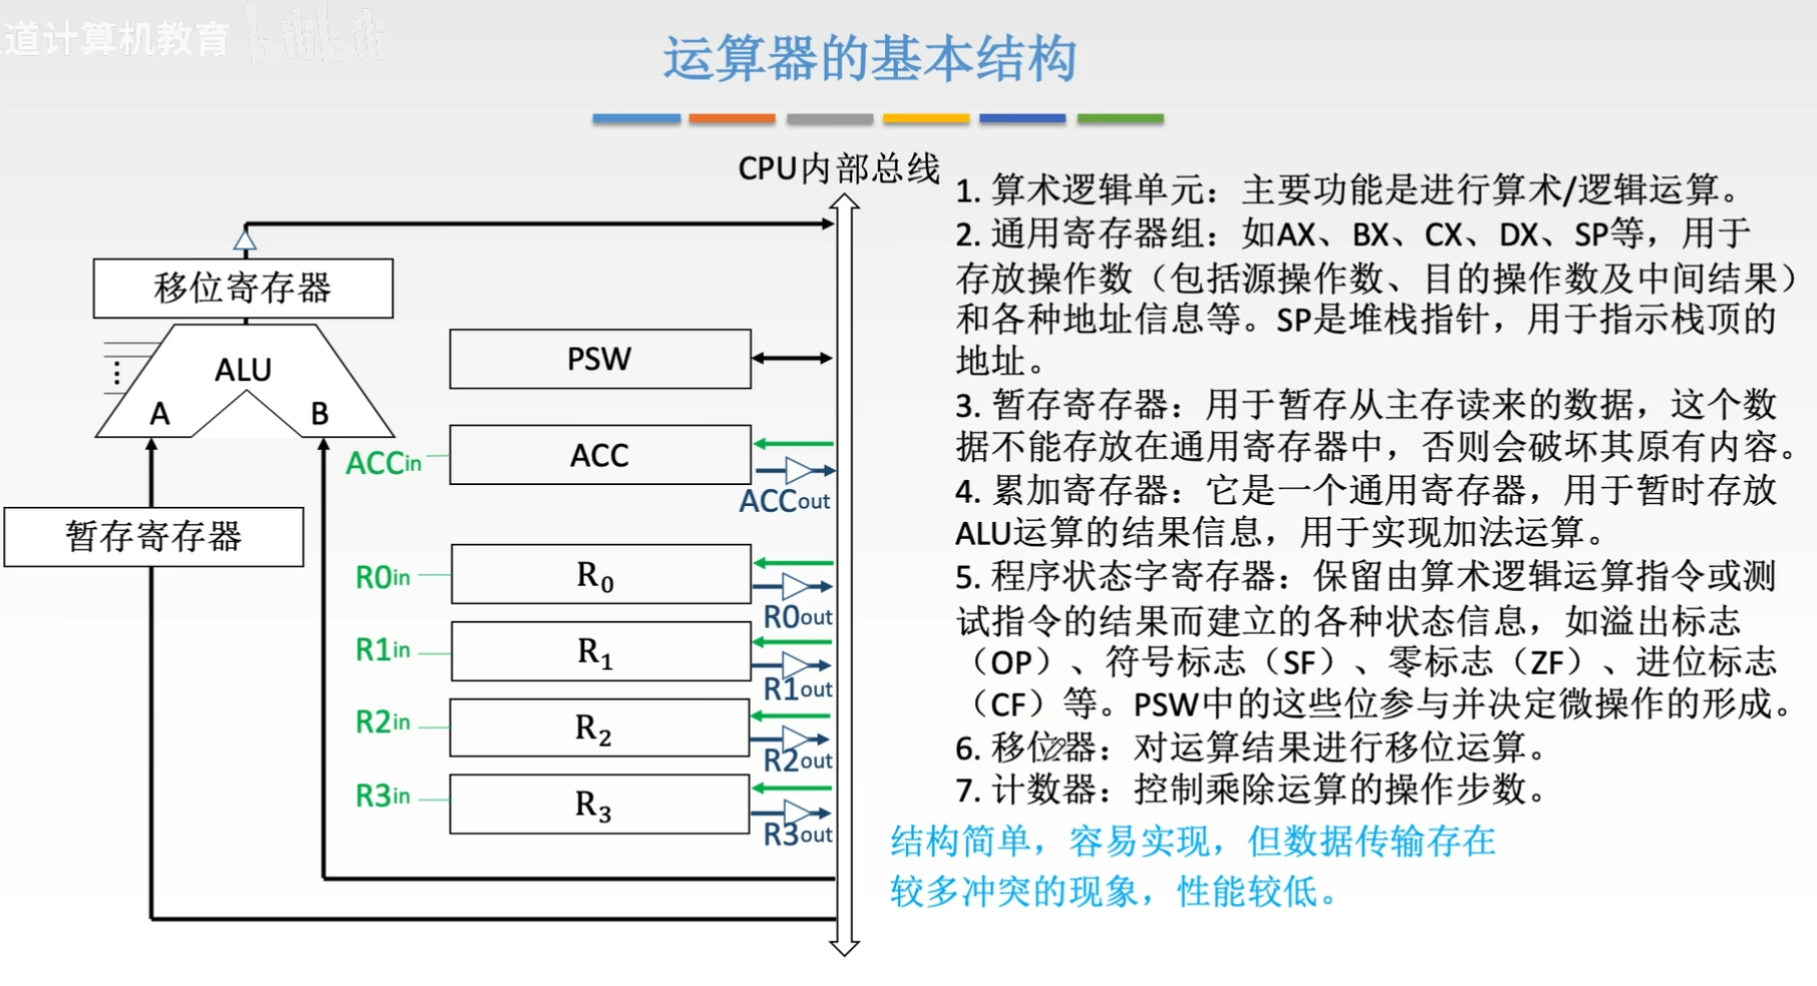 道计算机教育
bilibili
运算器的基本结构
CPU内部总线
移位寄存器
ALU
A
B
暂存寄存器
PSW
ACCin
ACC
ACCout
R0in
R₀
R0out
R1in
R₁
R1out
R2in
R₂
R2out
R3in
R₃
R3out
1. 算术逻辑单元：主要功能是进行算术/逻辑运算。
2. 通用寄存器组：如AX、BX、CX、DX、SP等，用于
存放操作数（包括源操作数、目的操作数及中间结果）
和各种地址信息等。SP是堆栈指针，用于指示栈顶的
地址。
3. 暂存寄存器：用于暂存从主存读来的数据，这个数
据不能存放在通用寄存器中，否则会破坏其原有内容。
4. 累加寄存器：它是一个通用寄存器，用于暂时存放
ALU运算的结果信息，用于实现加法运算。
5. 程序状态字寄存器：保留由算术逻辑运算指令或测
试指令的结果而建立的各种状态信息，如溢出标志
（OP）、符号标志（SF）、零标志（ZF）、进位标志
（CF）等。PSW中的这些位参与并决定微操作的形成。
6. 移位器：对运算结果进行移位运算。
7. 计数器：控制乘除运算的操作步数。
结构简单，容易实现，但数据传输存在
较多冲突的现象，性能较低。